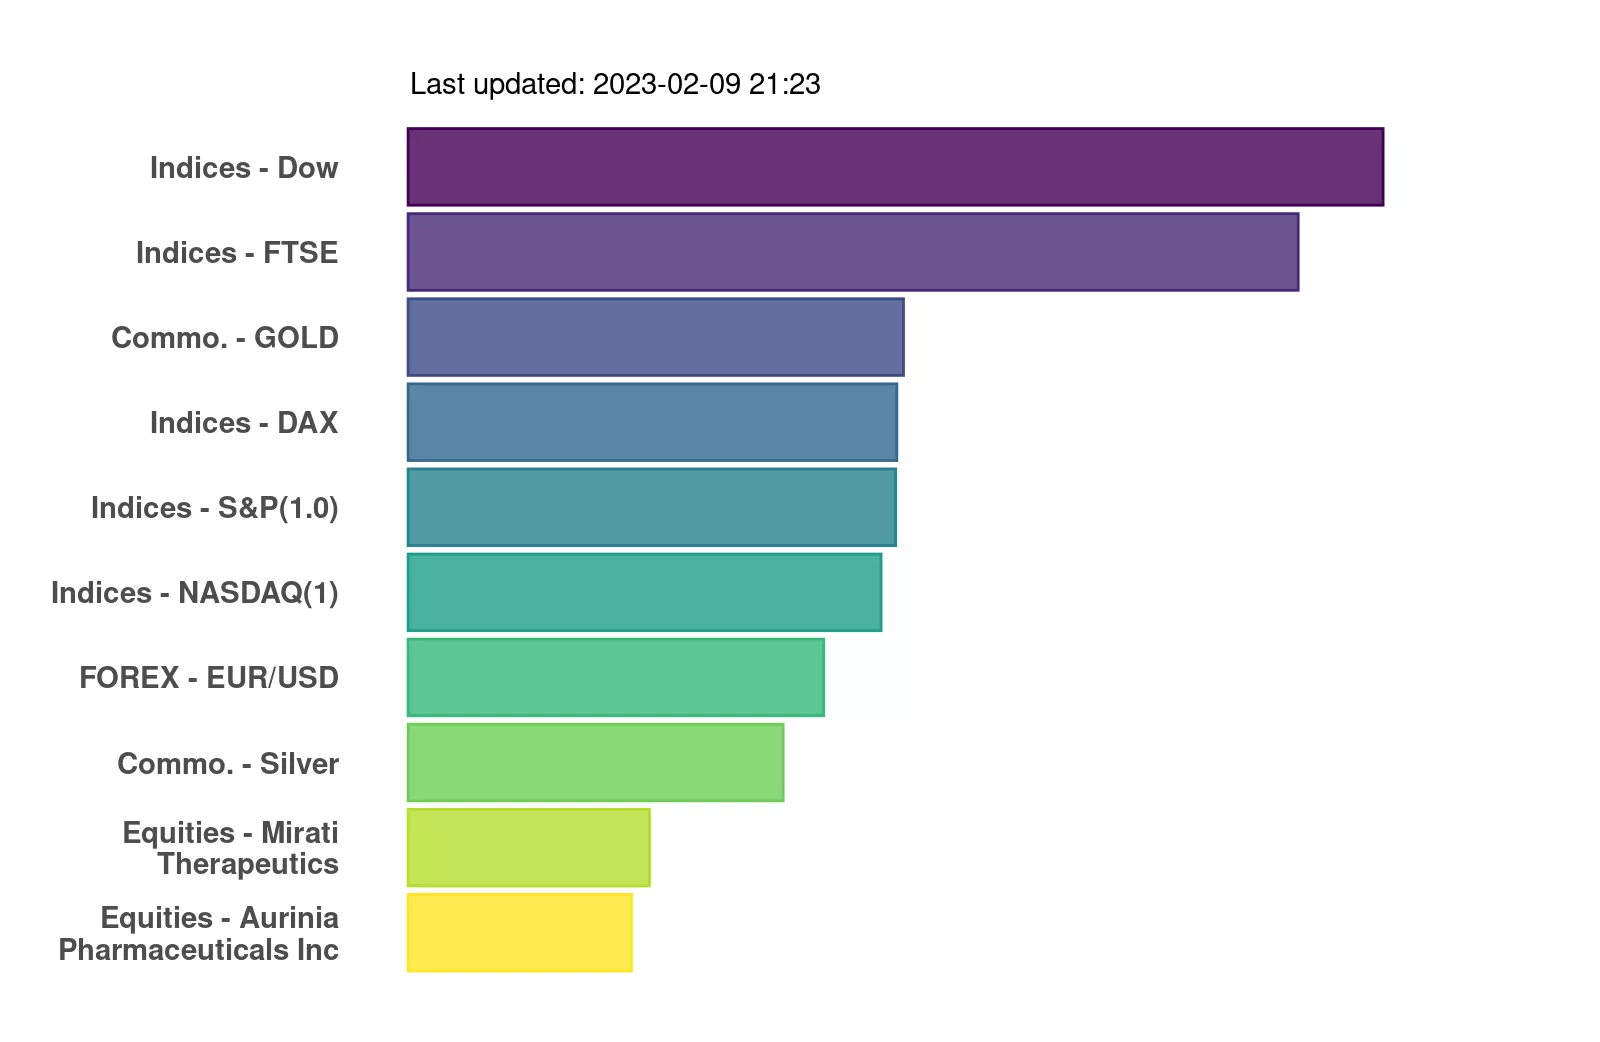 Last updated: 2023-02-09 21:23
Indices - Dow
Indices - FTSE
Commo. - GOLD
Indices - DAX
Indices - S&P(1.0)
Indices - NASDAQ(1)
FOREX - EUR/USD
Commo. - Silver
Equities - Mirati
Therapeutics
Equities - Aurinia
Pharmaceuticals Inc